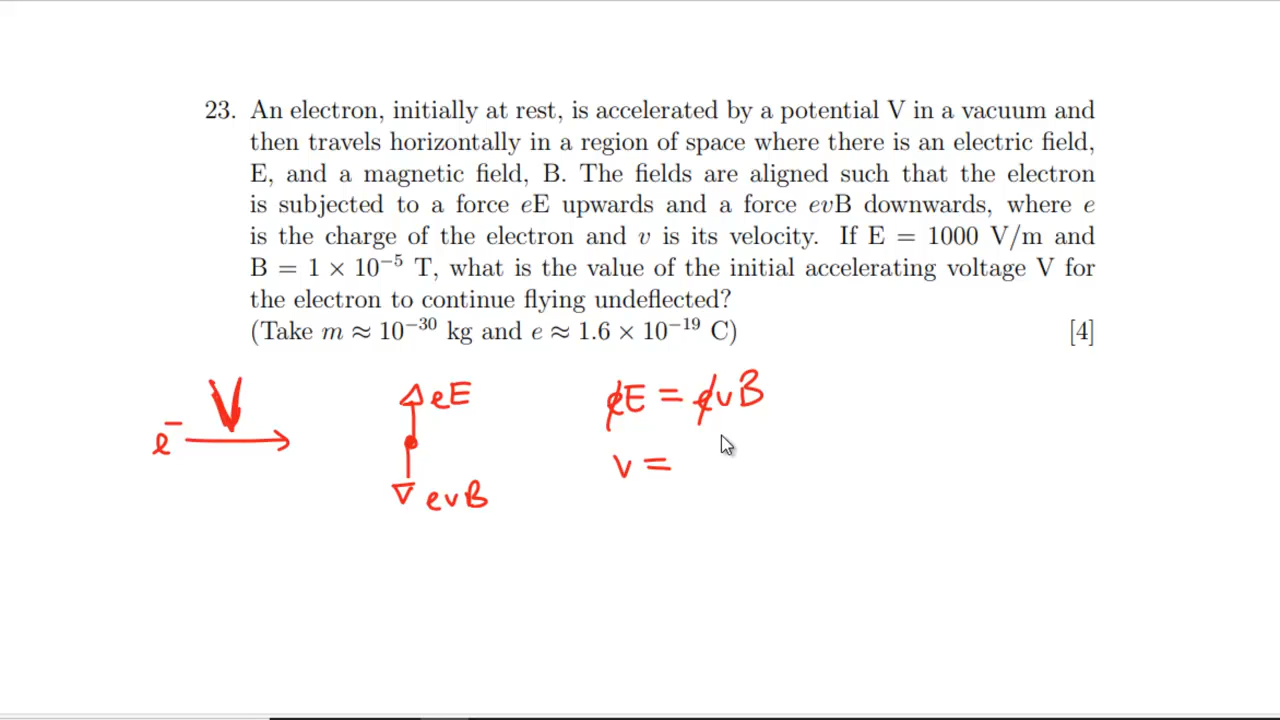 23. An electron, initially at rest, is accelerated by a potential V in a vacuum and
then travels horizontally in a region of space where there is an electric field,
E, and a magnetic field, B. The fields are aligned such that the electron
is subjected to a force eE upwards and a force evB downwards, where e
is the charge of the electron and v is its velocity. If E = 1000 V/m and
B = 1 × 10⁻⁵ T, what is the value of the initial accelerating voltage V for
the electron to continue flying undeflected?
(Take m ≈ 10⁻³⁰ kg and e ≈ 1.6 × 10⁻¹⁹ C) [4]
V
e⁻
eE
evB
eE = evB
v =